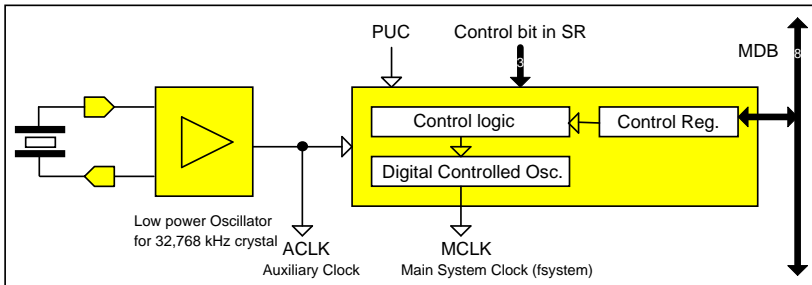 PUC
Control bit in SR
MDB
8
3
Control logic
Control Reg.
Digital Controlled Osc.
Low power Oscillator
for 32,768 kHz crystal
ACLK
Auxiliary Clock
MCLK
Main System Clock (fsystem)